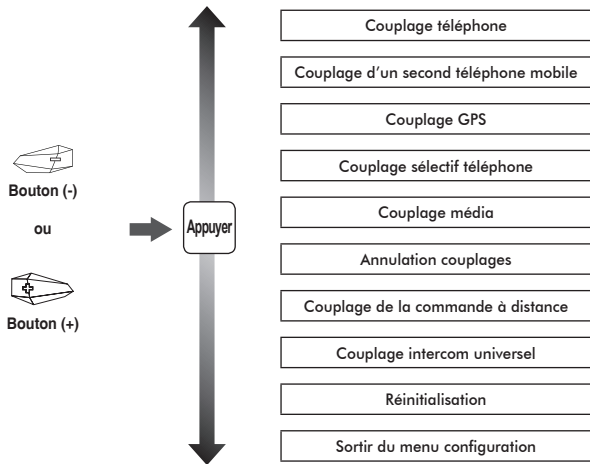 Couplage téléphone
Couplage d'un second téléphone mobile
Couplage GPS
Couplage sélectif téléphone
Couplage média
Annulation couplages
Couplage de la commande à distance
Couplage intercom universel
Réinitialisation
Sortir du menu configuration
Bouton (-)
ou
Bouton (+)
Appuyer